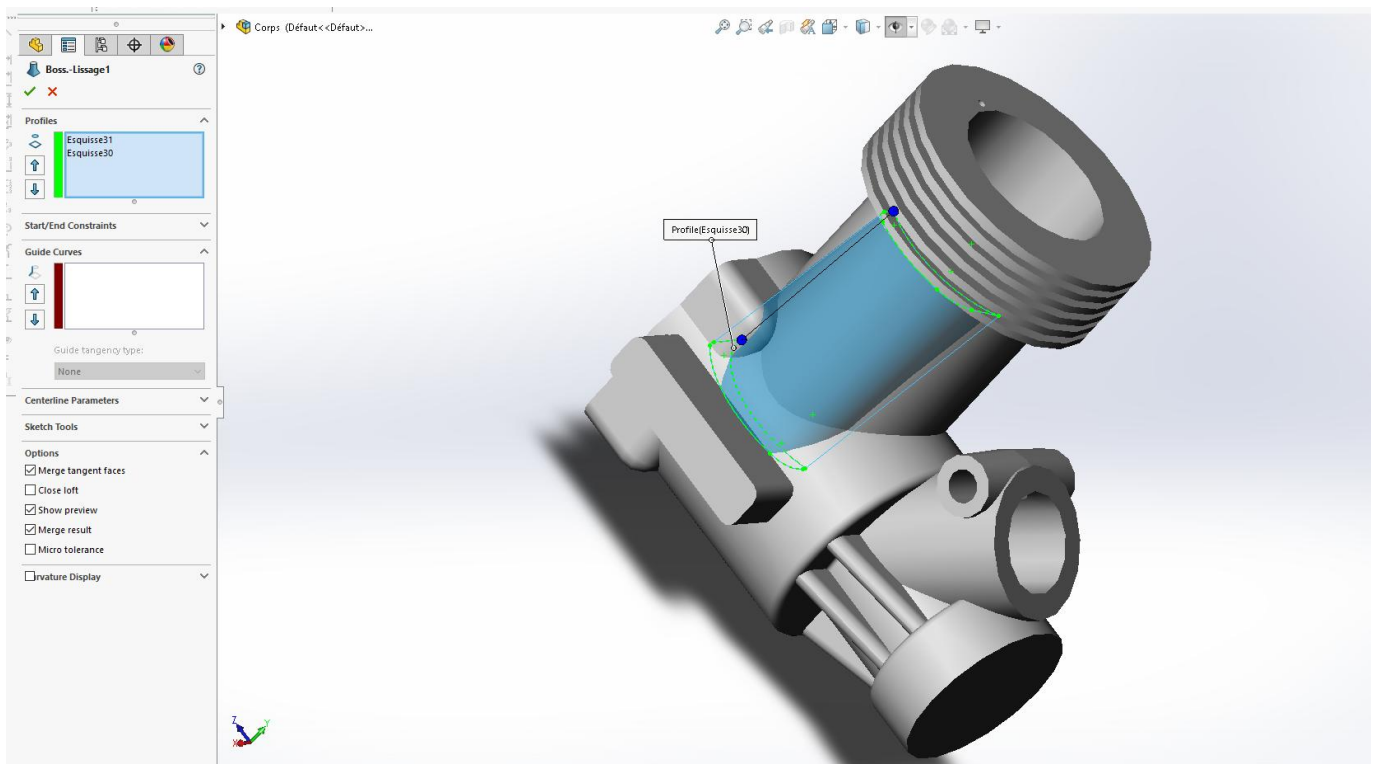 Corps (Défaut<<Défaut>...
Boss.-Lissage1
Profiles
Esquisse31
Esquisse30
Start/End Constraints
Guide Curves
Guide tangency type:
None
Centerline Parameters
Sketch Tools
Options
Merge tangent faces
Close loft
Show preview
Merge result
Micro tolerance
urvature Display
Profile(Esquisse30)
Z
Y
X